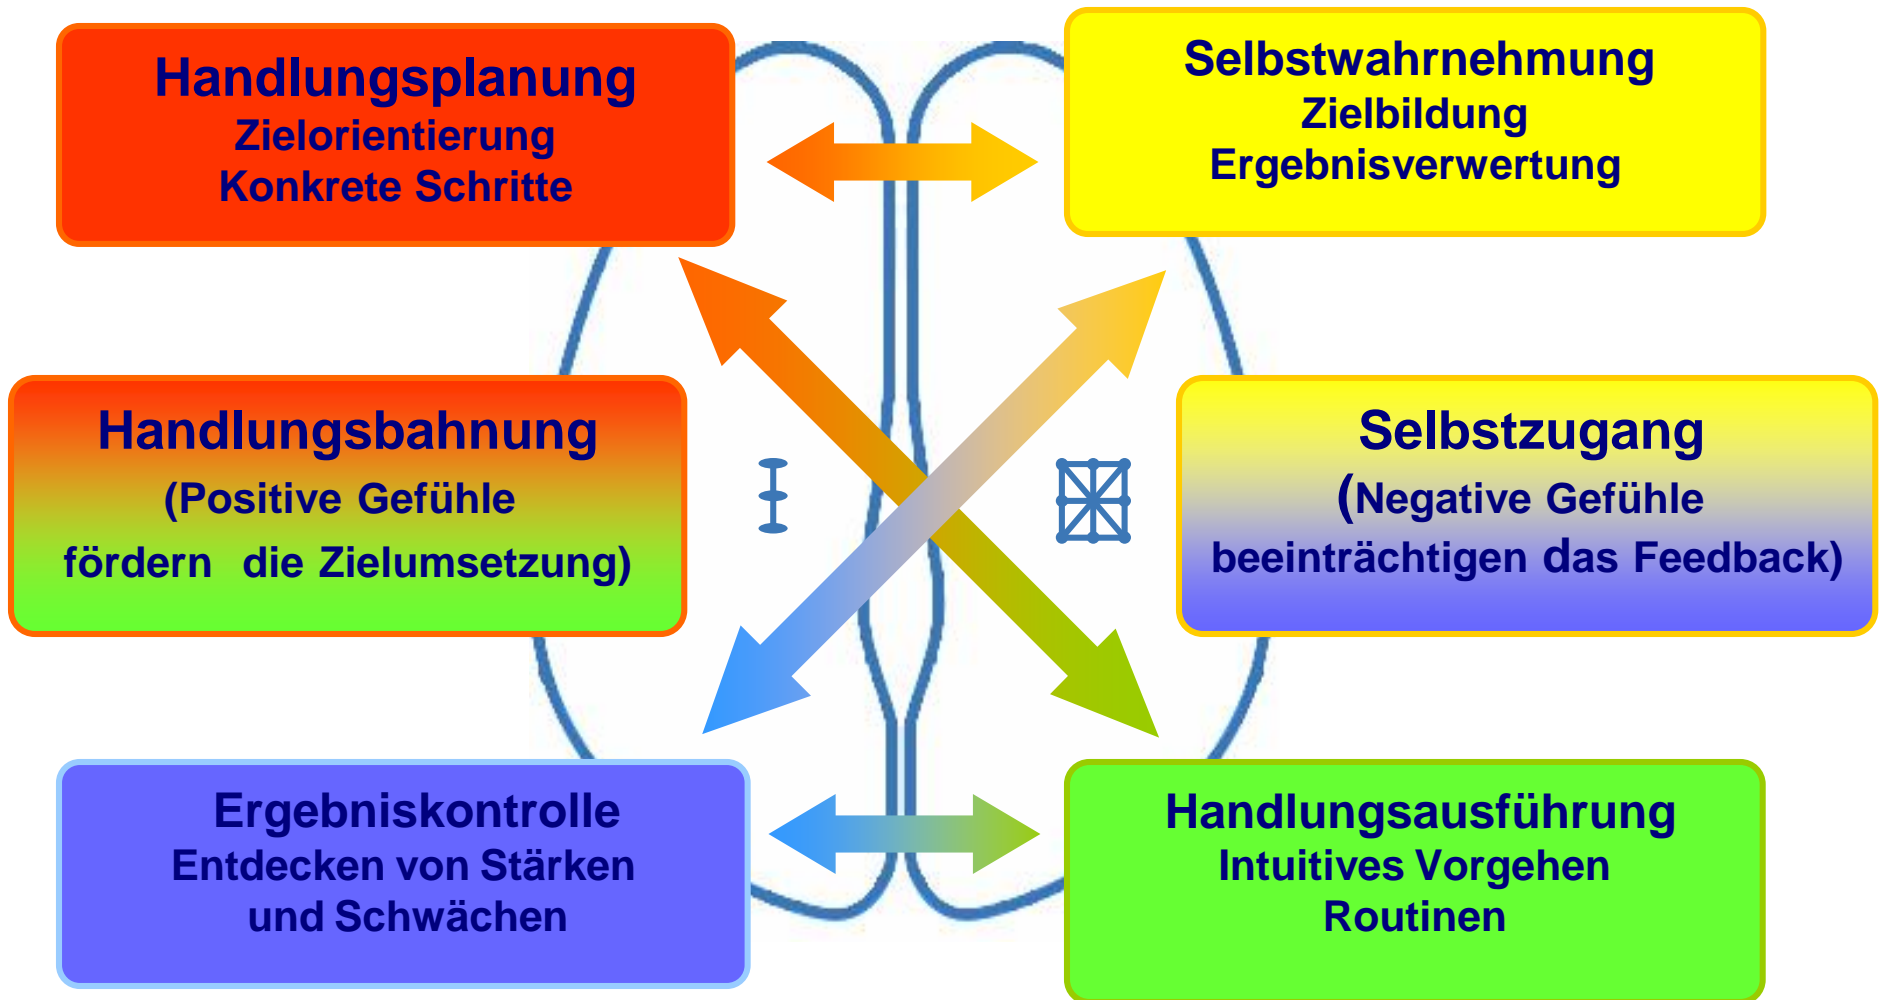 Handlungsplanung
Zielorientierung
Konkrete Schritte
Selbstwahrnehmung
Zielbildung
Ergebnisverwertung
Handlungsbahnung
(Positive Gefühle
fördern die Zielumsetzung)
Selbstzugang
(Negative Gefühle
beeinträchtigen das Feedback)
Ergebniskontrolle
Entdecken von Stärken
und Schwächen
Handlungsausführung
Intuitives Vorgehen
Routinen